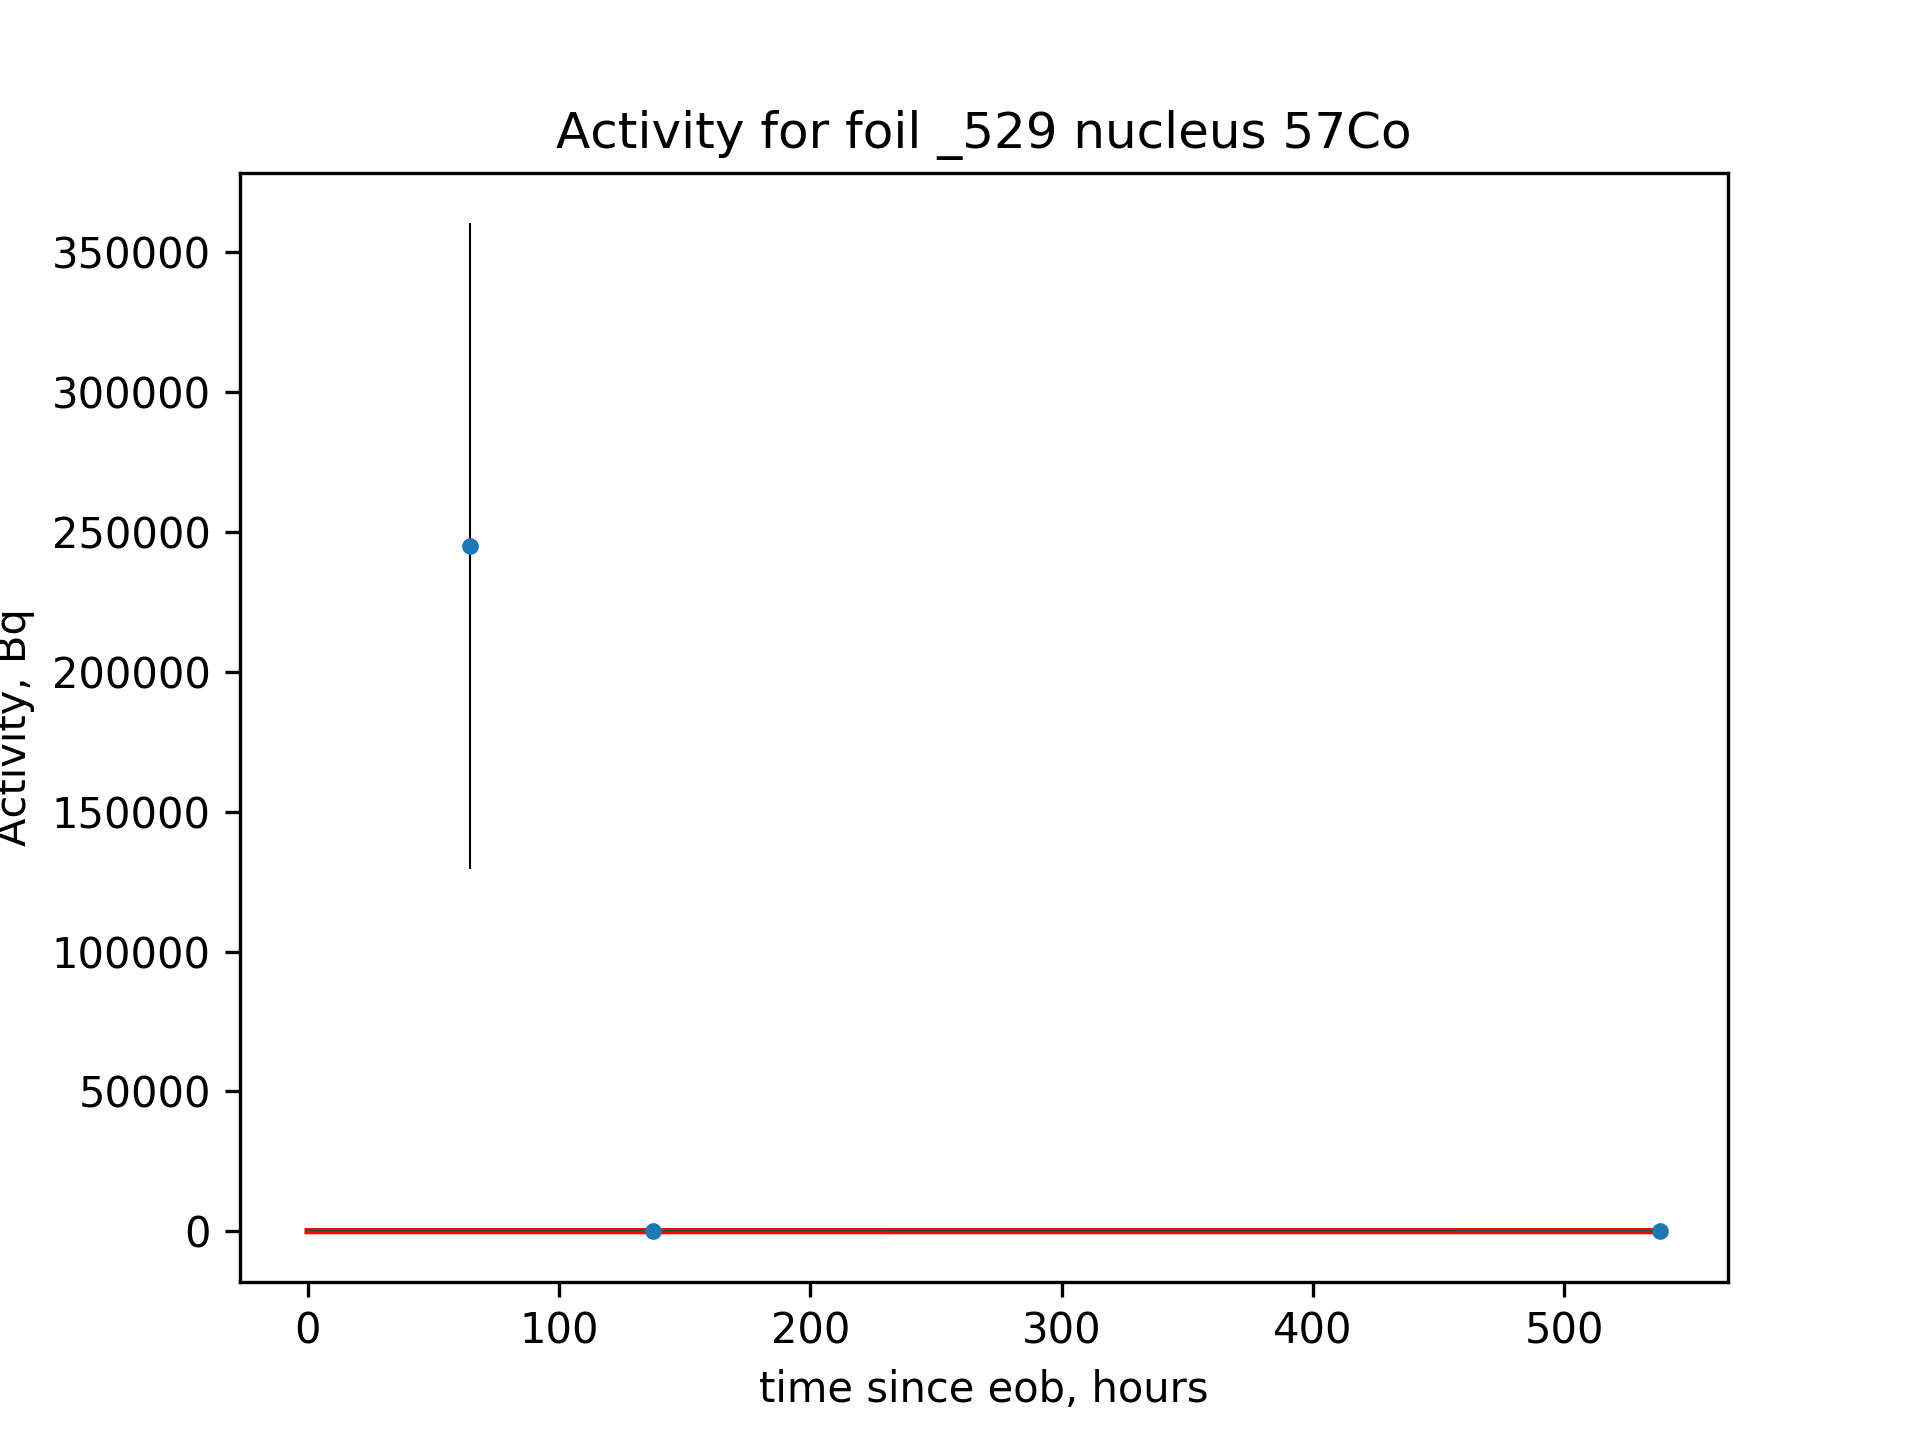 Activity for foil _529 nucleus 57Co
Activity, Bq
350000
300000
250000
200000
150000
100000
50000
0
0 100 200 300 400 500
time since eob, hours